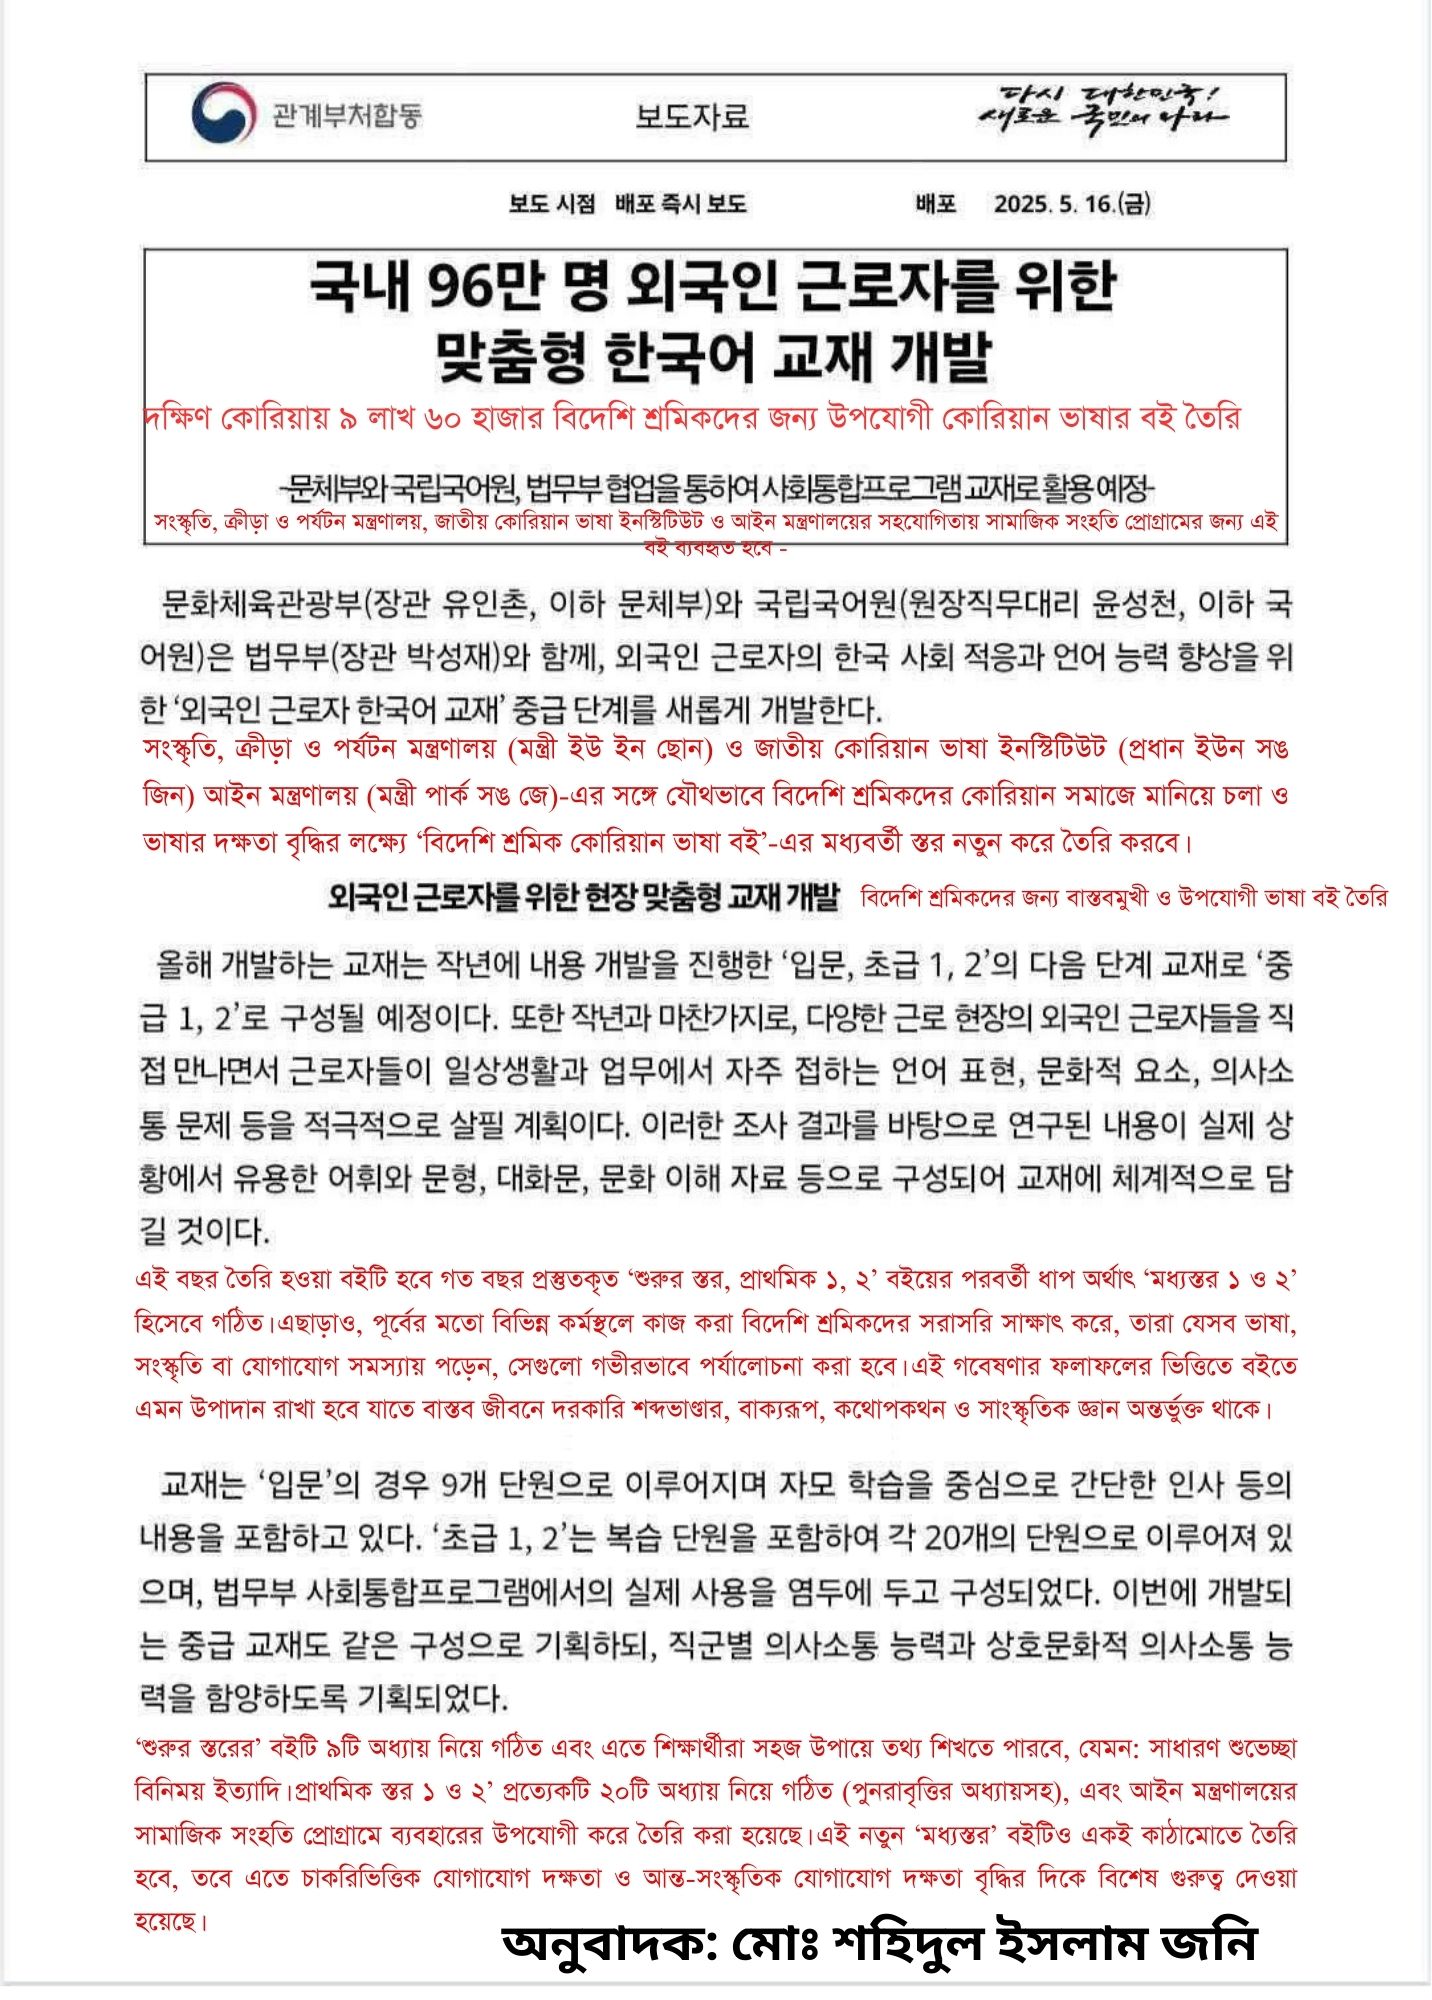 관계부처합동
보도자료
다시 대한민국!
새로운 국민의 나라
보도 시점 배포 즉시 보도 배포 2025. 5. 16.(금)
국내 96만 명 외국인 근로자를 위한
맞춤형 한국어 교재 개발
দক্ষিণ কোরিয়ায় ৯ লাখ ৬০ হাজার বিদেশি শ্রমিকদের জন্য উপযোগী কোরিয়ান ভাষার বই তৈরি
-문체부와 국립국어원, 법무부 협업을 통하여 사회통합프로그램 교재로 활용 예정-
সংস্কৃতি, ক্রীড়া ও পর্যটন মন্ত্রণালয়, জাতীয় কোরিয়ান ভাষা ইনস্টিটিউট ও আইন মন্ত্রণালয়ের সহযোগিতায় সামাজিক সংহতি প্রোগ্রামের জন্য এই
বই ব্যবহৃত হবে -
문화체육관광부(장관 유인촌, 이하 문체부)와 국립국어원(원장직무대리 윤성천, 이하 국
어원)은 법무부(장관 박성재)와 함께, 외국인 근로자의 한국 사회 적응과 언어 능력 향상을 위
한 ‘외국인 근로자 한국어 교재’ 중급 단계를 새롭게 개발한다.
সংস্কৃতি, ক্রীড়া ও পর্যটন মন্ত্রণালয় (মন্ত্রী ইউ ইন ছোন) ও জাতীয় কোরিয়ান ভাষা ইনস্টিটিউট (প্রধান ইউন সঙ
জিন) আইন মন্ত্রণালয় (মন্ত্রী পার্ক সঙ জে)-এর সঙ্গে যৌথভাবে বিদেশি শ্রমিকদের কোরিয়ান সমাজে মানিয়ে চলা ও
ভাষার দক্ষতা বৃদ্ধির লক্ষ্যে ‘বিদেশি শ্রমিক কোরিয়ান ভাষা বই’-এর মধ্যবর্তী স্তর নতুন করে তৈরি করবে।
외국인 근로자를 위한 현장 맞춤형 교재 개발 বিদেশি শ্রমিকদের জন্য বাস্তবমুখী ও উপযোগী ভাষা বই তৈরি
올해 개발하는 교재는 작년에 내용 개발을 진행한 ‘입문, 초급 1, 2’의 다음 단계 교재로 ‘중
급 1, 2’로 구성될 예정이다. 또한 작년과 마찬가지로, 다양한 근로 현장의 외국인 근로자들을 직
접 만나면서 근로자들이 일상생활과 업무에서 자주 접하는 언어 표현, 문화적 요소, 의사소
통 문제 등을 적극적으로 살필 계획이다. 이러한 조사 결과를 바탕으로 연구된 내용이 실제 상
황에서 유용한 어휘와 문형, 대화문, 문화 이해 자료 등으로 구성되어 교재에 체계적으로 담
길 것이다.
এই বছর তৈরি হওয়া বইটি হবে গত বছর প্রস্তুতকৃত ‘শুরুর স্তর, প্রাথমিক ১, ২’ বইয়ের পরবর্তী ধাপ অর্থাৎ ‘মধ্যস্তর ১ ও ২’
হিসেবে গঠিত।এছাড়াও, পূর্বের মতো বিভিন্ন কর্মস্থলে কাজ করা বিদেশি শ্রমিকদের সরাসরি সাক্ষাৎ করে, তারা যেসব ভাষা,
সংস্কৃতি বা যোগাযোগ সমস্যায় পড়েন, সেগুলো গভীরভাবে পর্যালোচনা করা হবে।এই গবেষণার ফলাফলের ভিত্তিতে বইতে
এমন উপাদান রাখা হবে যাতে বাস্তব জীবনে দরকারি শব্দভাণ্ডার, বাক্যরূপ, কথোপকথন ও সাংস্কৃতিক জ্ঞান অন্তর্ভুক্ত থাকে।
교재는 ‘입문’의 경우 9개 단원으로 이루어지며 자모 학습을 중심으로 간단한 인사 등의
내용을 포함하고 있다. ‘초급 1, 2’는 복습 단원을 포함하여 각 20개의 단원으로 이루어져 있
으며, 법무부 사회통합프로그램에서의 실제 사용을 염두에 두고 구성되었다. 이번에 개발되
는 중급 교재도 같은 구성으로 기획하되, 직군별 의사소통 능력과 상호문화적 의사소통 능
력을 함양하도록 기획되었다.
‘শুরুর স্তরের’ বইটি ৯টি অধ্যায় নিয়ে গঠিত এবং এতে শিক্ষার্থীরা সহজ উপায়ে তথ্য শিখতে পারবে, যেমন: সাধারণ শুভেচ্ছা
বিনিময় ইত্যাদি।প্রাথমিক স্তর ১ ও ২’ প্রত্যেকটি ২০টি অধ্যায় নিয়ে গঠিত (পুনরাবৃত্তির অধ্যায়সহ), এবং আইন মন্ত্রণালয়ের
সামাজিক সংহতি প্রোগ্রামে ব্যবহারের উপযোগী করে তৈরি করা হয়েছে।এই নতুন ‘মধ্যস্তর’ বইটিও একই কাঠামোতে তৈরি
হবে, তবে এতে চাকরিভিত্তিক যোগাযোগ দক্ষতা ও আন্ত-সংস্কৃতিক যোগাযোগ দক্ষতা বৃদ্ধির দিকে বিশেষ গুরুত্ব দেওয়া
হয়েছে।
অনুবাদক: মোঃ শহিদুল ইসলাম জনি